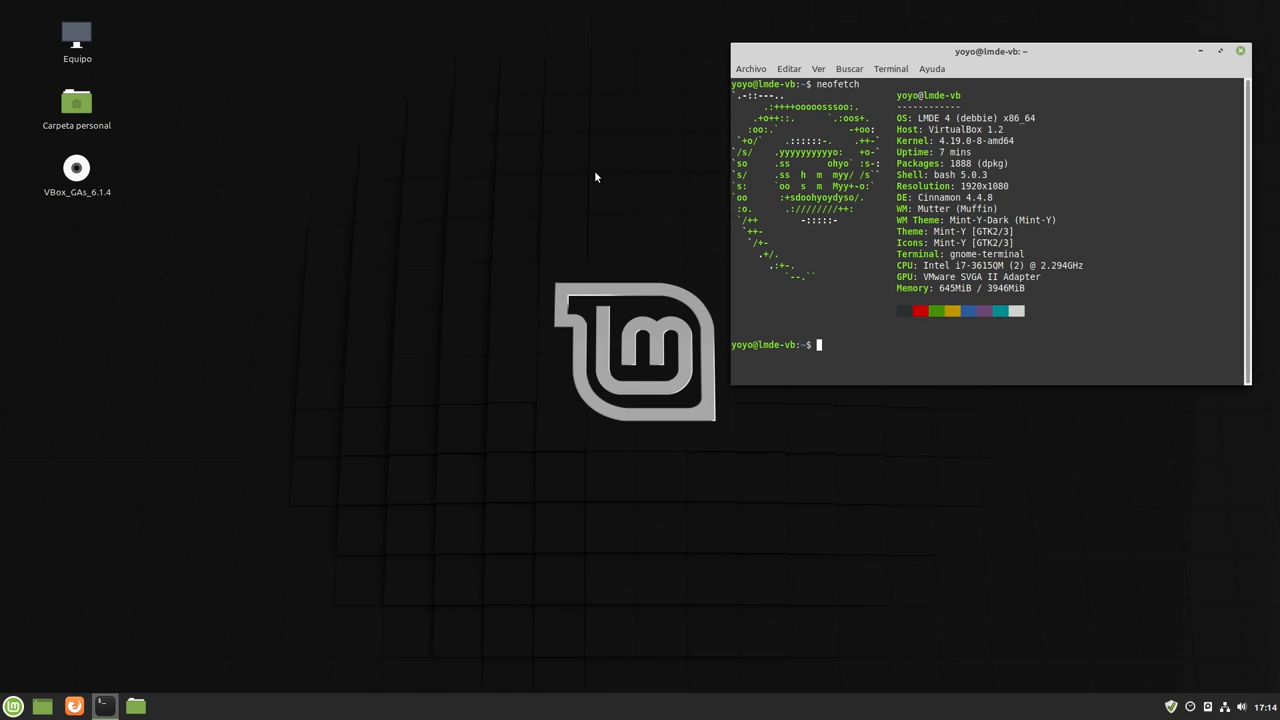 Equipo
Carpeta personal
VBox_GAs_6.1.4
yoyo@lmde-vb: ~
Archivo Editar Ver Buscar Terminal Ayuda
yoyo@lmde-vb:~$ neofetch
yoyo@lmde-vb
------------
OS: LMDE 4 (debbie) x86_64
Host: VirtualBox 1.2
Kernel: 4.19.0-8-amd64
Uptime: 7 mins
Packages: 1888 (dpkg)
Shell: bash 5.0.3
Resolution: 1920x1080
DE: Cinnamon 4.4.8
WM: Mutter (Muffin)
WM Theme: Mint-Y-Dark (Mint-Y)
Theme: Mint-Y [GTK2/3]
Icons: Mint-Y [GTK2/3]
Terminal: gnome-terminal
CPU: Intel i7-3615QM (2) @ 2.294GHz
GPU: VMware SVGA II Adapter
Memory: 645MiB / 3946MiB
yoyo@lmde-vb:~$
lm
17:14